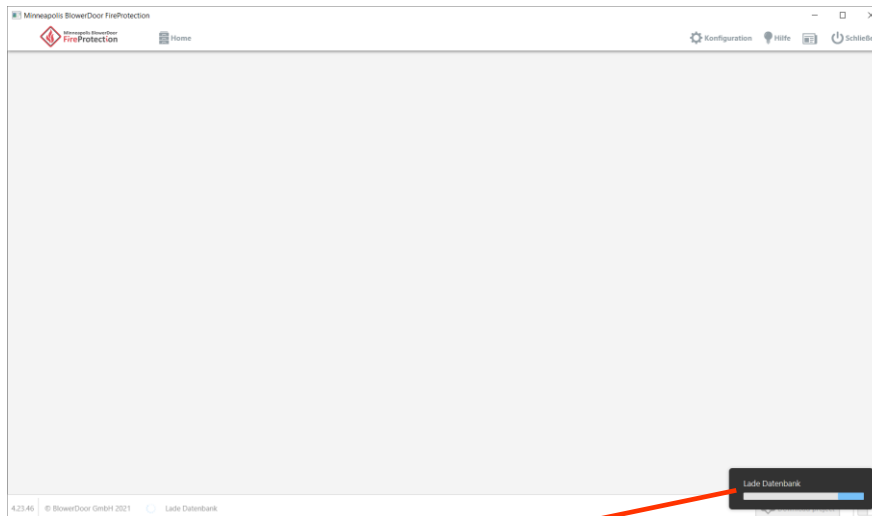 Minneapolis BlowerDoor FireProtection
Minneapolis BlowerDoor
FireProtection
Home
Konfiguration
Hilfe
Schließe
Lade Datenbank
4.23.46
© BlowerDoor GmbH 2021
Lade Datenbank